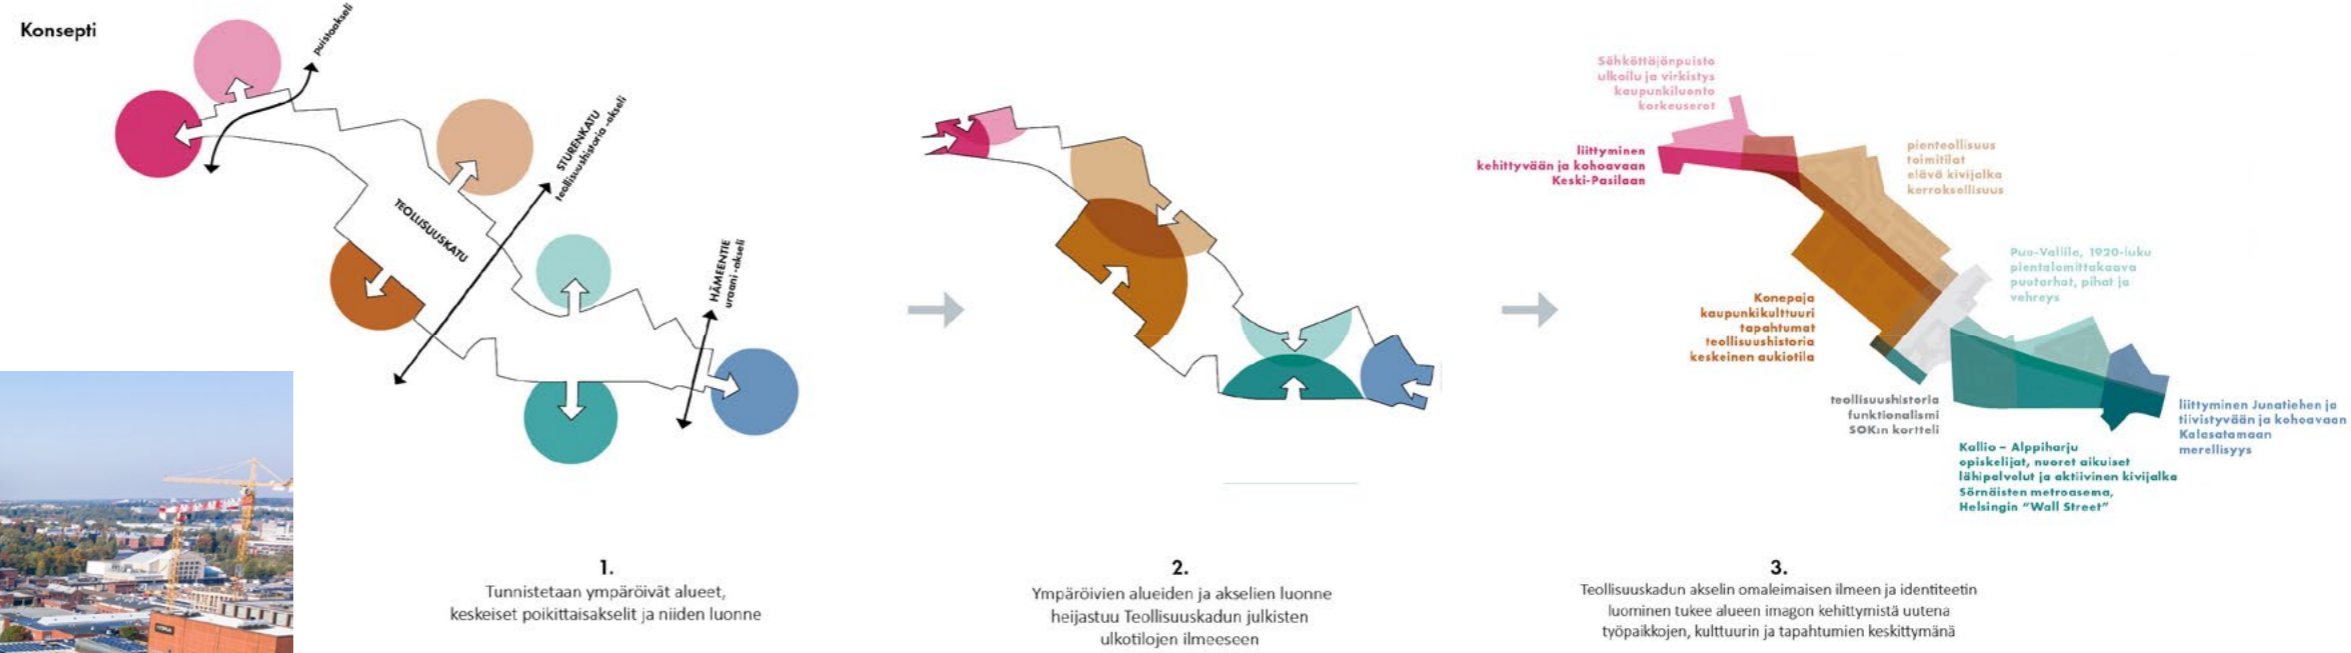 Konsepti
puistoakseli
STURENKATU
teollisuushistoria -akseli
TEOLLISUUSKATU
HÄMEENTIE
uraani -akseli
Sähköttäjänpuisto
ulkoilu ja virkistys
kaupunkiluonto
korkeuserot
liittyminen
kehittyvään ja kohoavaan
Keski-Pasilaan
pienteollisuus
toimitilat
elävä kivijalka
kerroksellisuus
Puu-Vallila, 1920-luku
pientalomittakaava
puutarhat, pihat ja
vehreys
Konepaja
kaupunkikulttuuri
tapahtumat
teollisuushistoria
keskeinen aukiotila
teollisuushistoria
funktionalismi
SOK:n kortteli
liittyminen Junatiehen ja
tiivistyvään ja kohoavaan
Kalasatamaan
merellisyys
Kallio – Alppiharju
opiskelijat, nuoret aikuiset
lähipalvelut ja aktiivinen kivijalka
Sörnäisten metroasema,
Helsingin "Wall Street"
1.
Tunnistetaan ympäröivät alueet,
keskeiset poikittaisakselit ja niiden luonne
2.
Ympäröivien alueiden ja akselien luonne
heijastuu Teollisuuskadun julkisten
ulkotilojen ilmeeseen
3.
Teollisuuskadun akselin omaleimaisen ilmeen ja identiteetin
luominen tukee alueen imagon kehittymistä uutena
työpaikkojen, kulttuurin ja tapahtumien keskittymänä